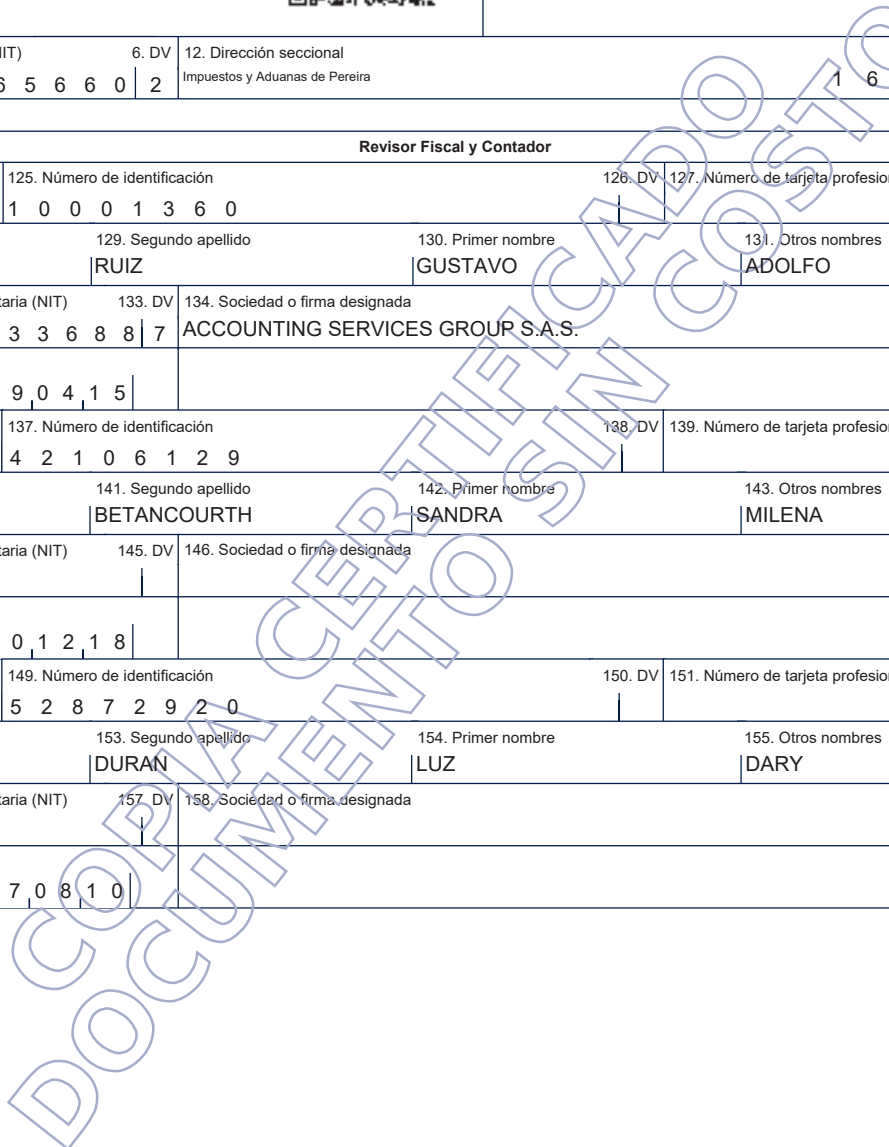 IT) 6. DV 12. Dirección seccional
5 6 6 0 2 Impuestos y Aduanas de Pereira 1 6
Revisor Fiscal y Contador
125. Número de identificación 126. DV 127. Número de tarjeta profesion
1 0 0 0 1 3 6 0
129. Segundo apellido 130. Primer nombre 131. Otros nombres
RUIZ GUSTAVO ADOLFO
taria (NIT) 133. DV 134. Sociedad o firma designada
3 3 6 8 8 7 ACCOUNTING SERVICES GROUP S.A.S.
9 0 4 1 5
137. Número de identificación 138. DV 139. Número de tarjeta profesion
4 2 1 0 6 1 2 9
141. Segundo apellido 142. Primer nombre 143. Otros nombres
BETANCOURTH SANDRA MILENA
taria (NIT) 145. DV 146. Sociedad o firma designada
0 1 2 1 8
149. Número de identificación 150. DV 151. Número de tarjeta profesion
5 2 8 7 2 9 2 0
153. Segundo apellido 154. Primer nombre 155. Otros nombres
DURAN LUZ DARY
taria (NIT) 157. DV 158. Sociedad o firma designada
7 0 8 1 0
COPIA CERTIFICADO
DOCUMENTO SIN COSTO